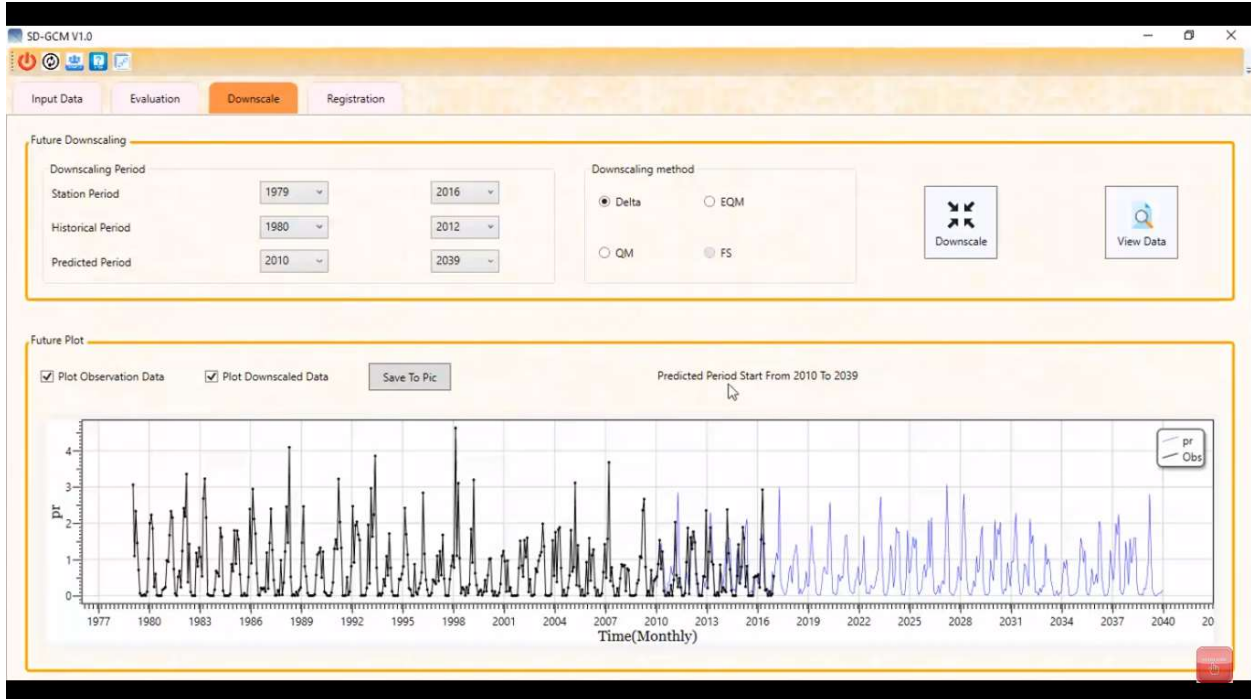 SD-GCM V1.0
Input Data Evaluation Downscale Registration
Future Downscaling
Downscaling Period Downscaling method
Station Period 1979 2016 Delta EQM
Historical Period 1980 2012
Downscale View Data
Predicted Period 2010 2039 QM FS
Future Plot
Plot Observation Data Plot Downscaled Data Save To Pic Predicted Period Start From 2010 To 2039
pr
Obs
4
3
pr
2
1
0
1977 1980 1983 1986 1989 1992 1995 1998 2001 2004 2007 2010 2013 2016 2019 2022 2025 2028 2031 2034 2037 2040 20
Time(Monthly)